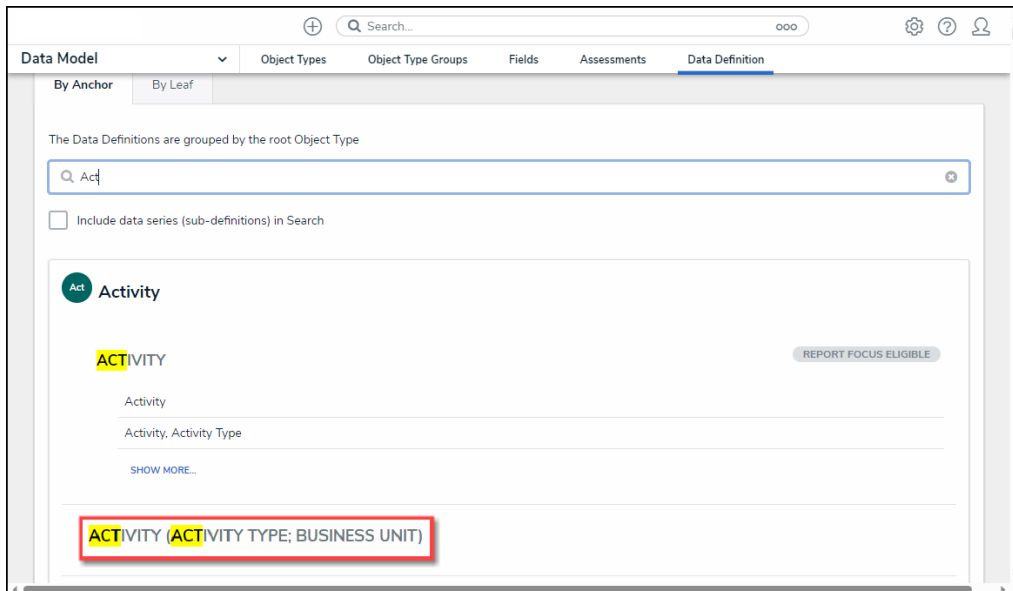 Search... ooo
Data Model Object Types Object Type Groups Fields Assessments Data Definition
By Anchor By Leaf
The Data Definitions are grouped by the root Object Type
Act
Include data series (sub-definitions) in Search
Act Activity
ACTIVITY REPORT FOCUS ELIGIBLE
Activity
Activity, Activity Type
SHOW MORE...
ACTIVITY (ACTIVITY TYPE; BUSINESS UNIT)